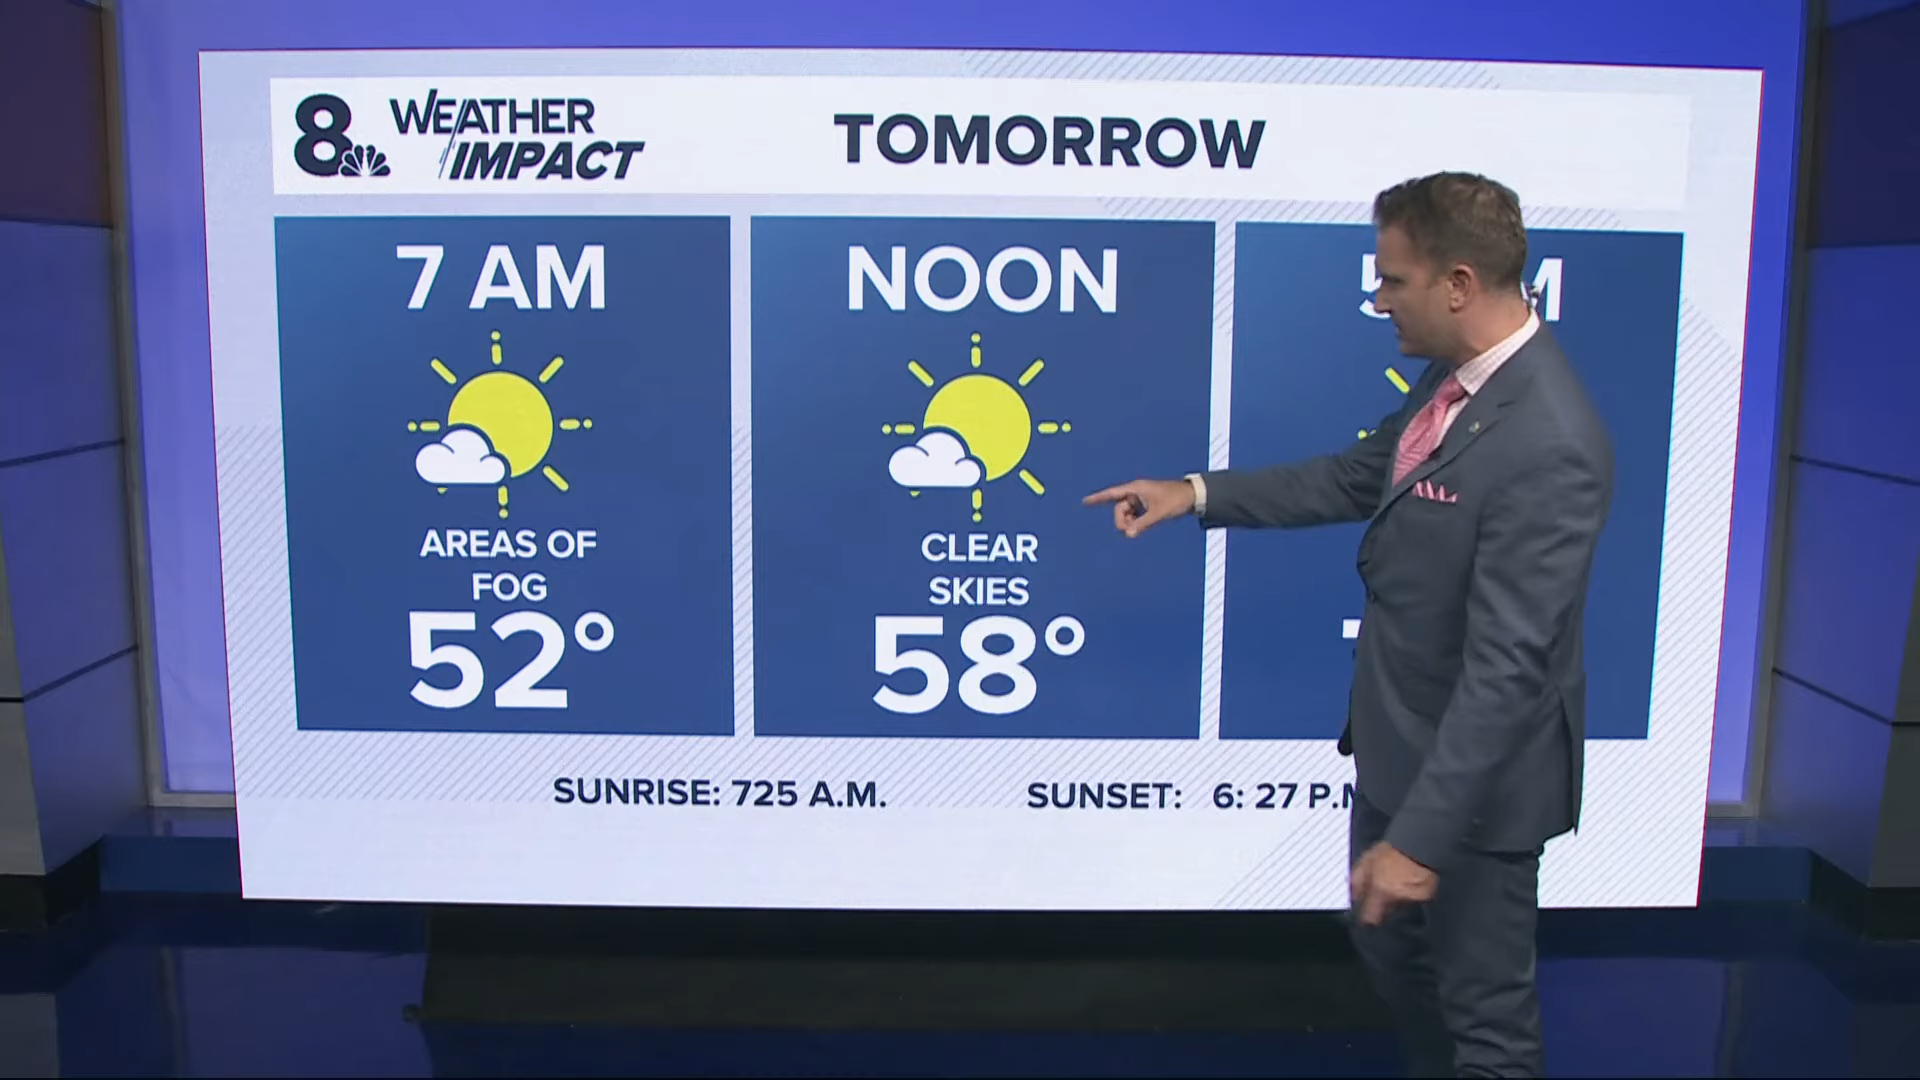 8 WEATHER IMPACT
TOMORROW
7 AM
AREAS OF
FOG
52°
NOON
CLEAR
SKIES
58°
SUNRISE: 725 A.M.
SUNSET: 6: 27